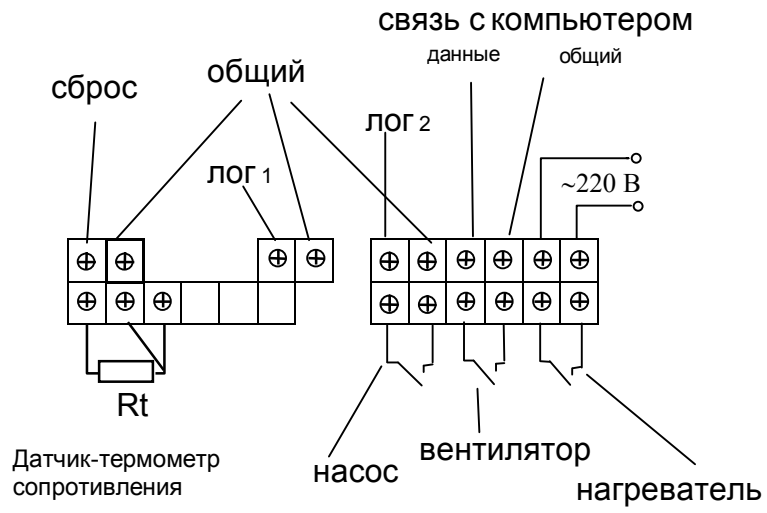 связь с компьютером
данные общий
сброс
общий
лог 2
лог 1
~220 В
Rt
Датчик-термометр
сопротивления
насос
вентилятор
нагреватель